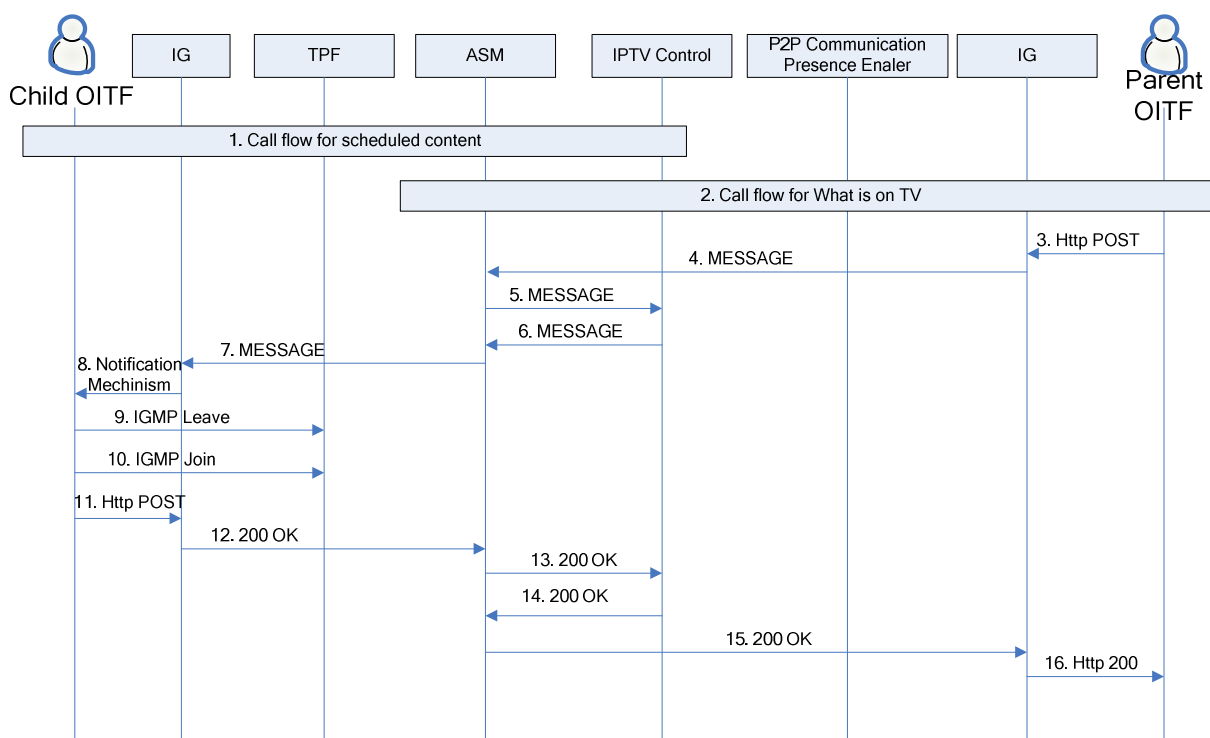 IG
TPF
ASM
IPTV Control
P2P Communication
Presence Enaler
IG
Child OITF
Parent
OITF
1. Call flow for scheduled content
2. Call flow for What is on TV
3. Http POST
4. MESSAGE
5. MESSAGE
6. MESSAGE
7. MESSAGE
8. Notification
Mechinism
9. IGMP Leave
10. IGMP Join
11. Http POST
12. 200 OK
13. 200 OK
14. 200 OK
15. 200 OK
16. Http 200